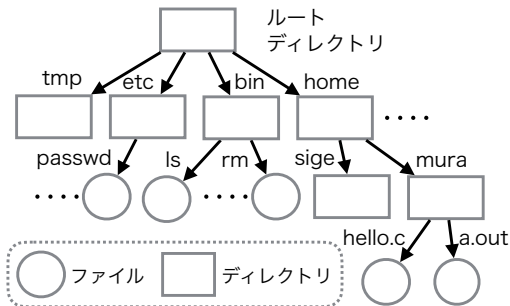 ルート
ディレクトリ
tmp
etc
bin
home
passwd
ls
rm
sige
mura
hello.c
a.out
ファイル
ディレクトリ